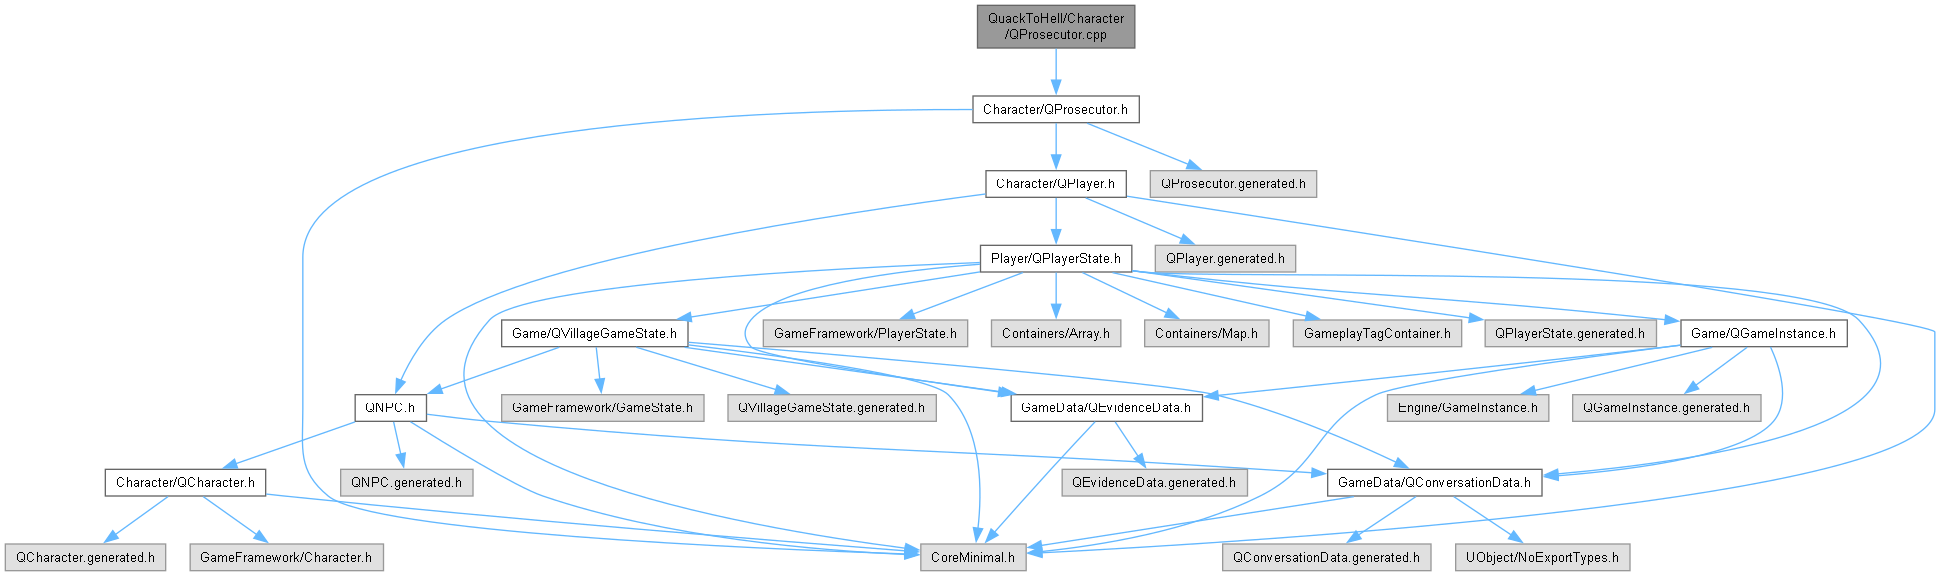 QuackToHell/Character
/QProsecutor.cpp
Character/QProsecutor.h
Character/QPlayer.h
QProsecutor.generated.h
Player/QPlayerState.h
QPlayer.generated.h
Game/QVillageGameState.h
GameFramework/PlayerState.h
Containers/Array.h
Containers/Map.h
GameplayTagContainer.h
QPlayerState.generated.h
Game/QGameInstance.h
QNPC.h
GameFramework/GameState.h
QVillageGameState.generated.h
GameData/QEvidenceData.h
Engine/GameInstance.h
QGameInstance.generated.h
Character/QCharacter.h
QNPC.generated.h
QEvidenceData.generated.h
GameData/QConversationData.h
QCharacter.generated.h
GameFramework/Character.h
CoreMinimal.h
QConversationData.generated.h
UObject/NoExportTypes.h